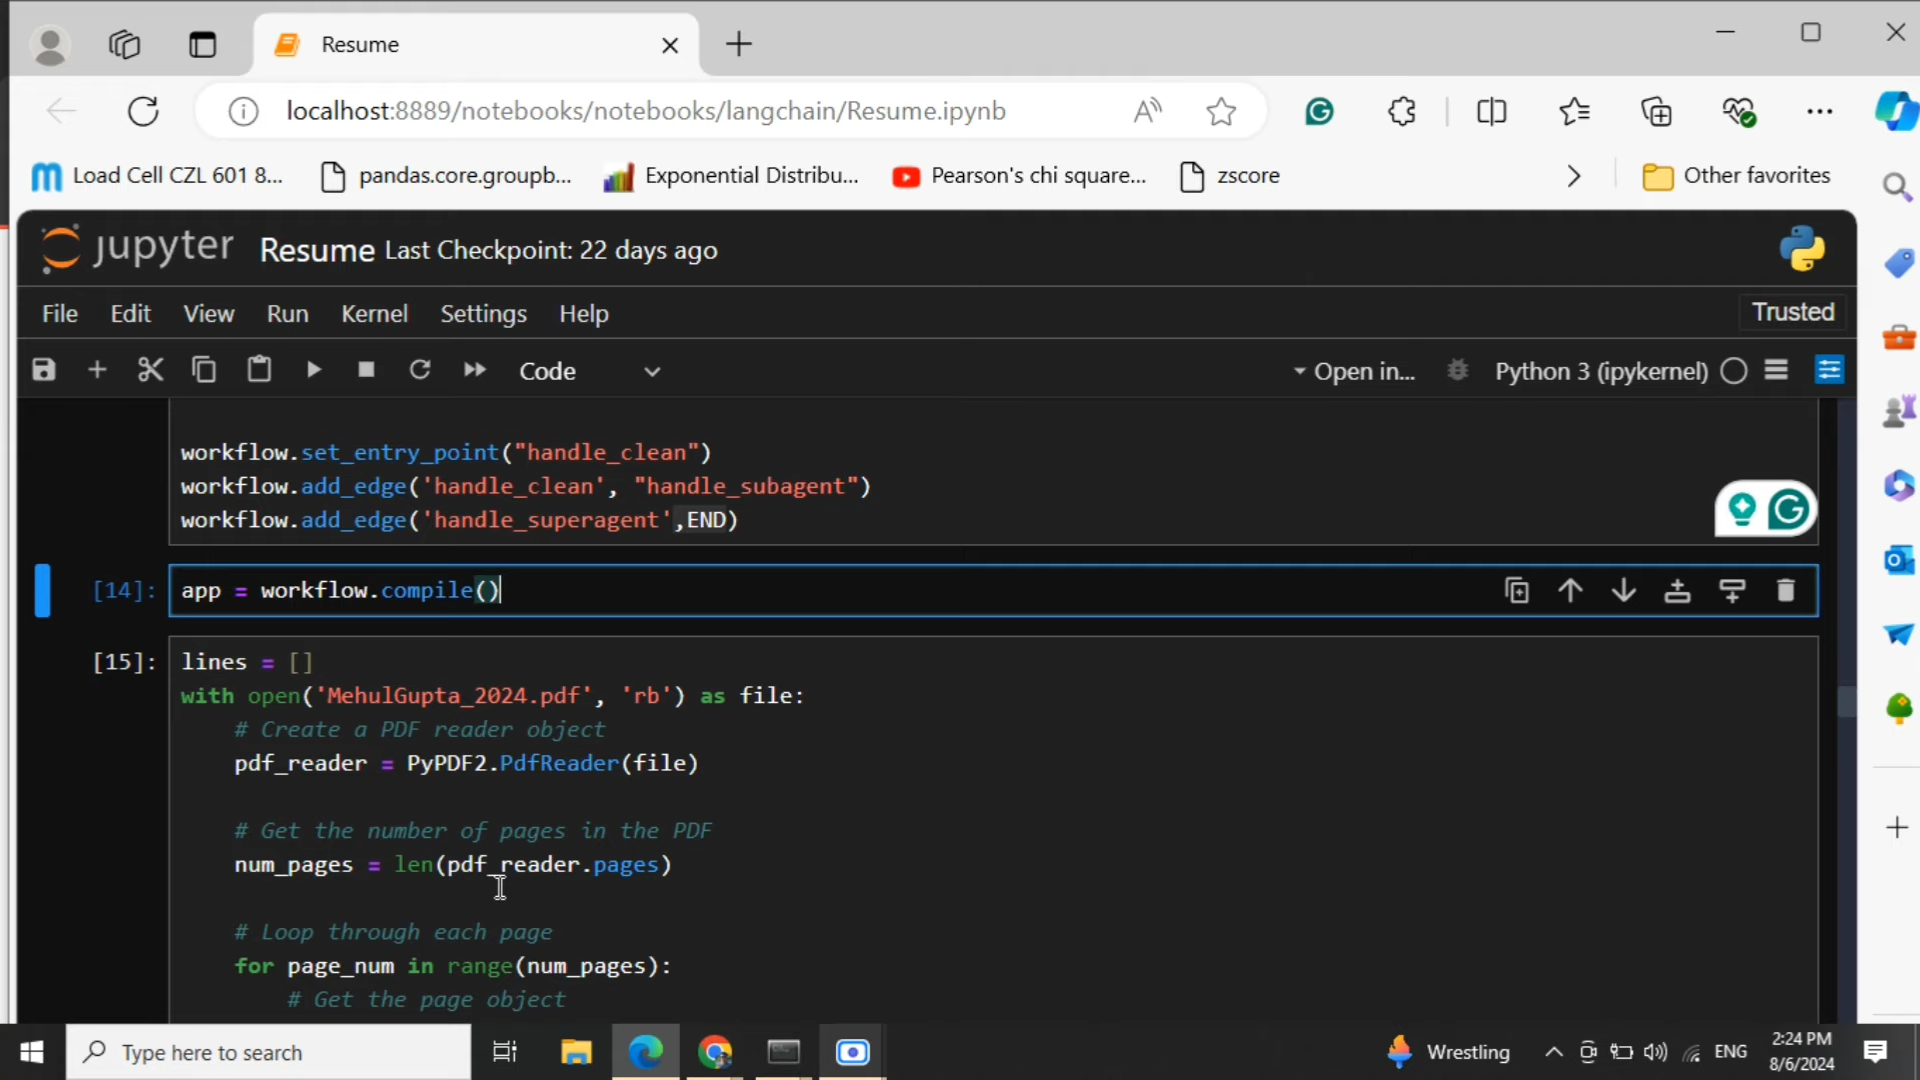 Resume
localhost:8889/notebooks/notebooks/langchain/Resume.ipynb
Load Cell CZL 601 8... pandas.core.groupb... Exponential Distribu... Pearson's chi square... zscore Other favorites
jupyter Resume Last Checkpoint: 22 days ago
File Edit View Run Kernel Settings Help Trusted
Code Open in... Python 3 (ipykernel)
workflow.set_entry_point("handle_clean")
workflow.add_edge('handle_clean', "handle_subagent")
workflow.add_edge('handle_superagent',END)
[14]: app = workflow.compile()
[15]: lines = []
with open('MehulGupta_2024.pdf', 'rb') as file:
# Create a PDF reader object
pdf_reader = PyPDF2.PdfReader(file)
# Get the number of pages in the PDF
num_pages = len(pdf_reader.pages)
# Loop through each page
for page_num in range(num_pages):
# Get the page object
Type here to search Wrestling ENG 2:24 PM
8/6/2024